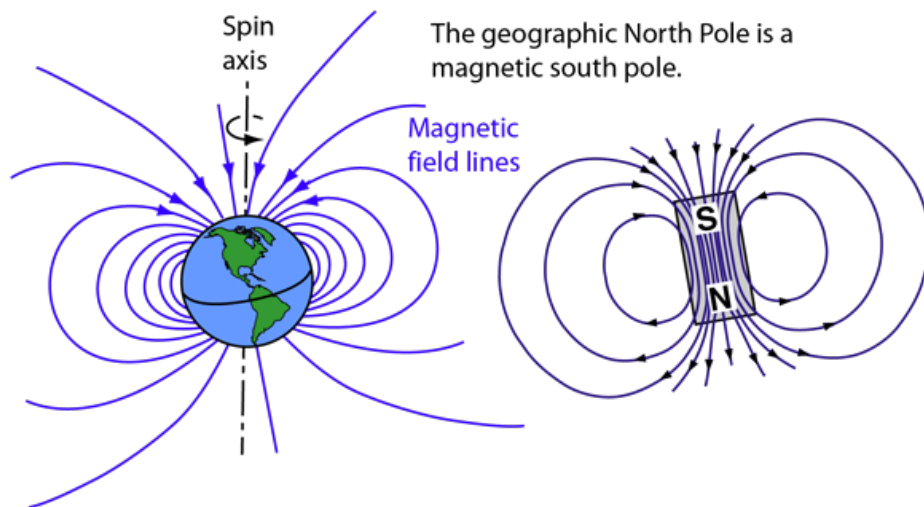 Spin
axis
The geographic North Pole is a
magnetic south pole.
Magnetic
field lines
S
N